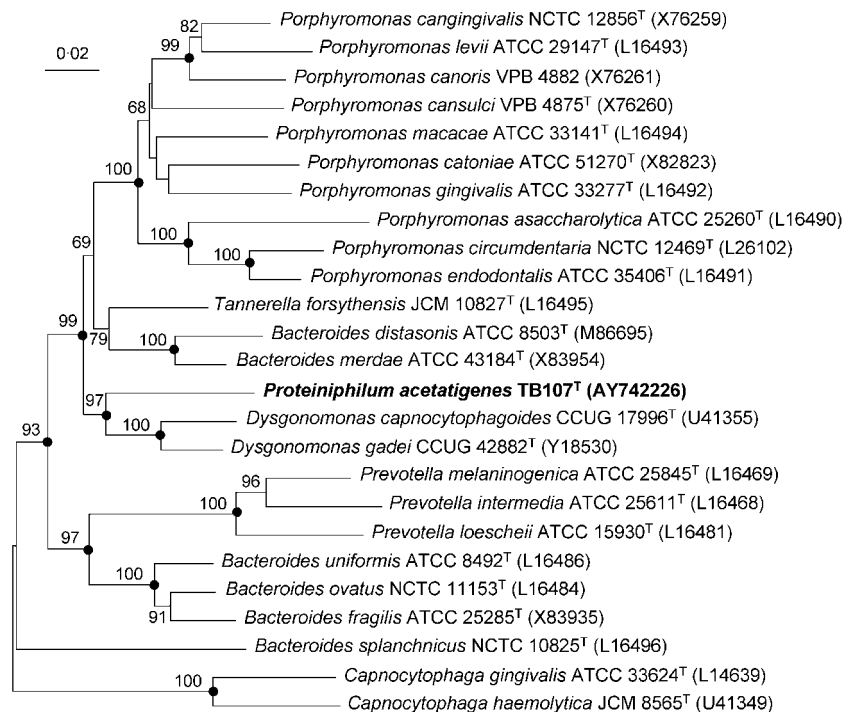 Porphyromonas cangingivalis NCTC 12856ᵀ (X76259)
82
Porphyromonas levii ATCC 29147ᵀ (L16493)
99
0·02
Porphyromonas canoris VPB 4882 (X76261)
68
Porphyromonas cansulci VPB 4875ᵀ (X76260)
Porphyromonas macacae ATCC 33141ᵀ (L16494)
Porphyromonas catoniae ATCC 51270ᵀ (X82823)
100
Porphyromonas gingivalis ATCC 33277ᵀ (L16492)
Porphyromonas asaccharolytica ATCC 25260ᵀ (L16490)
100
Porphyromonas circumdentaria NCTC 12469ᵀ (L26102)
69
100
Porphyromonas endodontalis ATCC 35406ᵀ (L16491)
Tannerella forsythensis JCM 10827ᵀ (L16495)
99
Bacteroides distasonis ATCC 8503ᵀ (M86695)
79
100
Bacteroides merdae ATCC 43184ᵀ (X83954)
Proteiniphilum acetatigenes TB107ᵀ (AY742226)
97
Dysgonomonas capnocytophagoides CCUG 17996ᵀ (U41355)
93
100
Dysgonomonas gadei CCUG 42882ᵀ (Y18530)
Prevotella melaninogenica ATCC 25845ᵀ (L16469)
96
100
Prevotella intermedia ATCC 25611ᵀ (L16468)
97
Prevotella loescheii ATCC 15930ᵀ (L16481)
Bacteroides uniformis ATCC 8492ᵀ (L16486)
100
Bacteroides ovatus NCTC 11153ᵀ (L16484)
91
Bacteroides fragilis ATCC 25285ᵀ (X83935)
Bacteroides splanchnicus NCTC 10825ᵀ (L16496)
Capnocytophaga gingivalis ATCC 33624ᵀ (L14639)
100
Capnocytophaga haemolytica JCM 8565ᵀ (U41349)